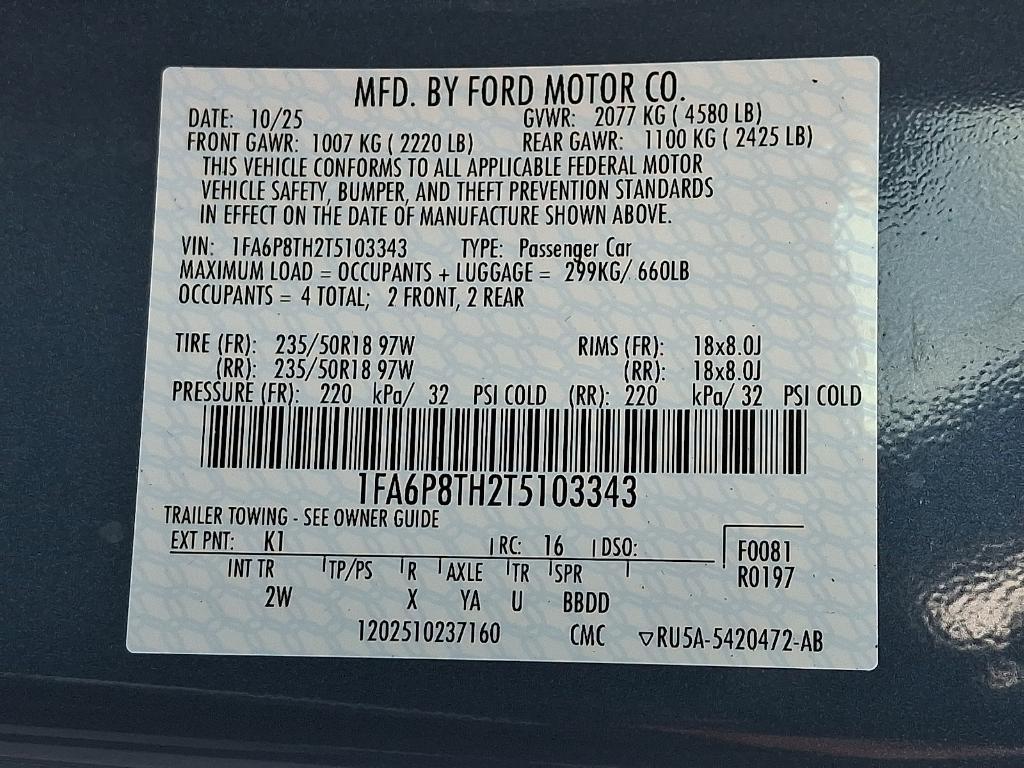 MFD. BY FORD MOTOR CO.
DATE: 10/25 GVWR: 2077 KG ( 4580 LB)
FRONT GAWR: 1007 KG ( 2220 LB) REAR GAWR: 1100 KG ( 2425 LB)
THIS VEHICLE CONFORMS TO ALL APPLICABLE FEDERAL MOTOR
VEHICLE SAFETY, BUMPER, AND THEFT PREVENTION STANDARDS
IN EFFECT ON THE DATE OF MANUFACTURE SHOWN ABOVE.
VIN: 1FA6P8TH2T5103343 TYPE: Passenger Car
MAXIMUM LOAD = OCCUPANTS + LUGGAGE = 299KG/ 660LB
OCCUPANTS = 4 TOTAL; 2 FRONT, 2 REAR
TIRE (FR): 235/50R18 97W RIMS (FR): 18x8.0J
(RR): 235/50R18 97W (RR): 18x8.0J
PRESSURE (FR): 220 kPa/ 32 PSI COLD (RR): 220 kPa/ 32 PSI COLD
1FA6P8TH2T5103343
TRAILER TOWING - SEE OWNER GUIDE
EXT PNT: K1 RC: 16 DSO: F0081
INT TR TP/PS R AXLE TR SPR R0197
2W X YA U BBDD
1202510237160 CMC ▽RU5A-5420472-AB